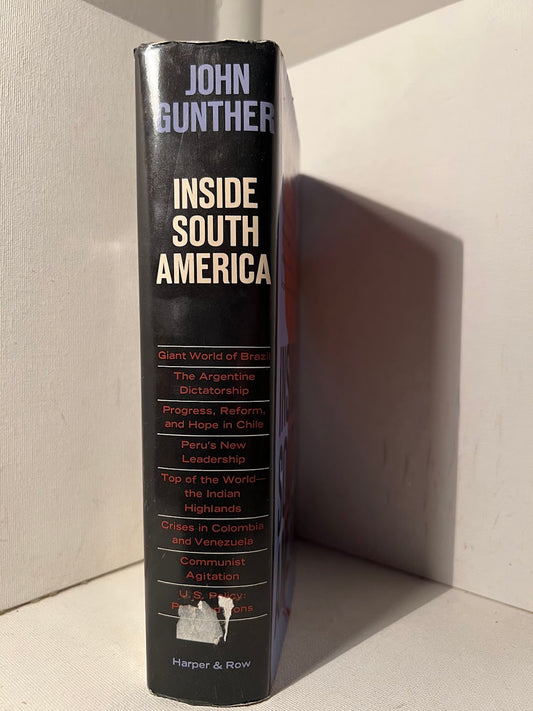 JOHN
GUNTHER
INSIDE
SOUTH
AMERICA
Giant World of Brazil
The Argentine
Dictatorship
Progress, Reform,
and Hope in Chile
Peru's New
Leadership
Top of the World—
the Indian
Highlands
Crises in Colombia
and Venezuela
Communist
Agitation
U.S. Policy:
Harper & Row